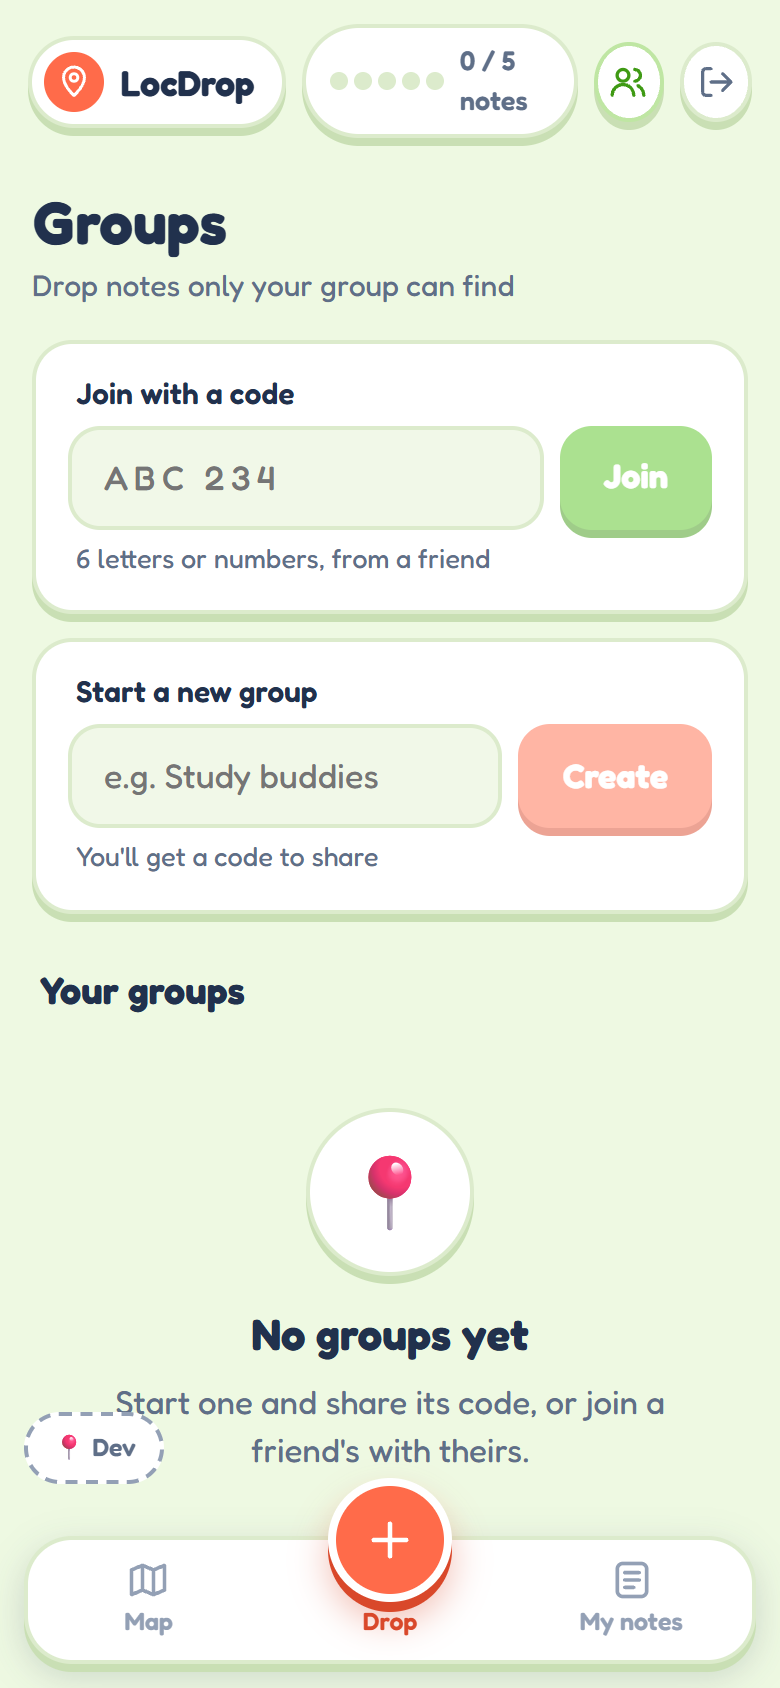 LocDrop
0 / 5
notes
Groups
Drop notes only your group can find
Join with a code
ABC 234
Join
6 letters or numbers, from a friend
Start a new group
e.g. Study buddies
Create
You'll get a code to share
Your groups
No groups yet
Start one and share its code, or join a
friend's with theirs.
Dev
Map
Drop
My notes